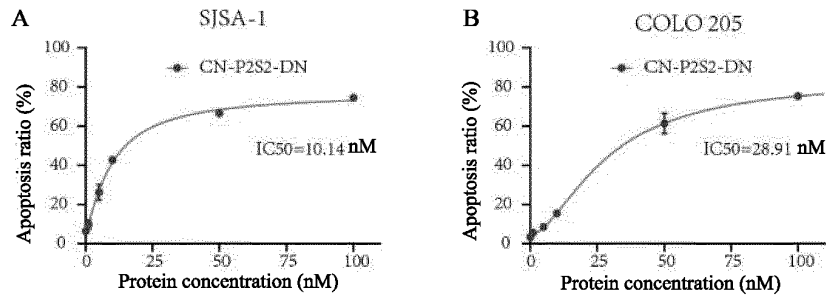 A
SJSA-1
CN-P2S2-DN
IC50=10.14 nM
Apoptosis ratio (%)
100
80
60
40
20
0
0 25 50 75 100
Protein concentration (nM)
B
COLO 205
CN-P2S2-DN
IC50=28.91 nM
Apoptosis ratio (%)
100
80
60
40
20
0
0 25 50 75 100
Protein concentration (nM)